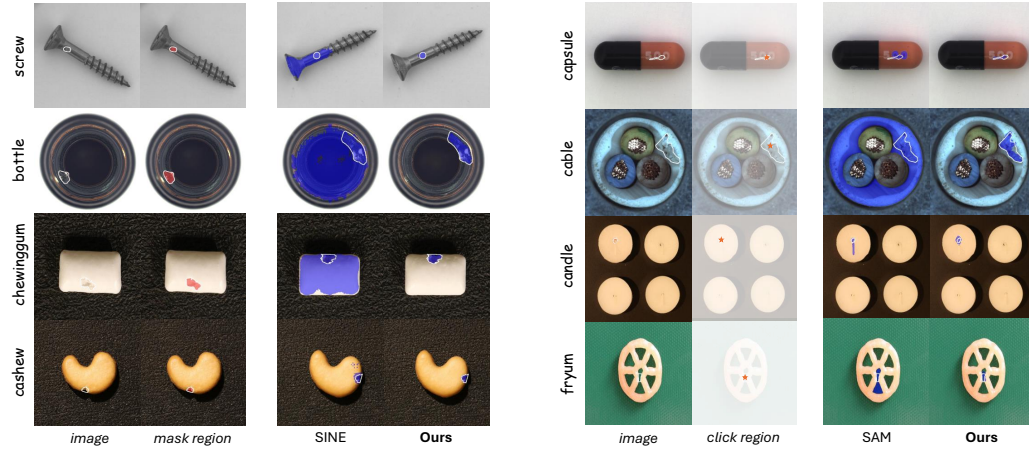 screw
bottle
chewinggum
cashew
image
mask region
SINE
Ours
capsule
cable
candle
fryum
image
click region
SAM
Ours